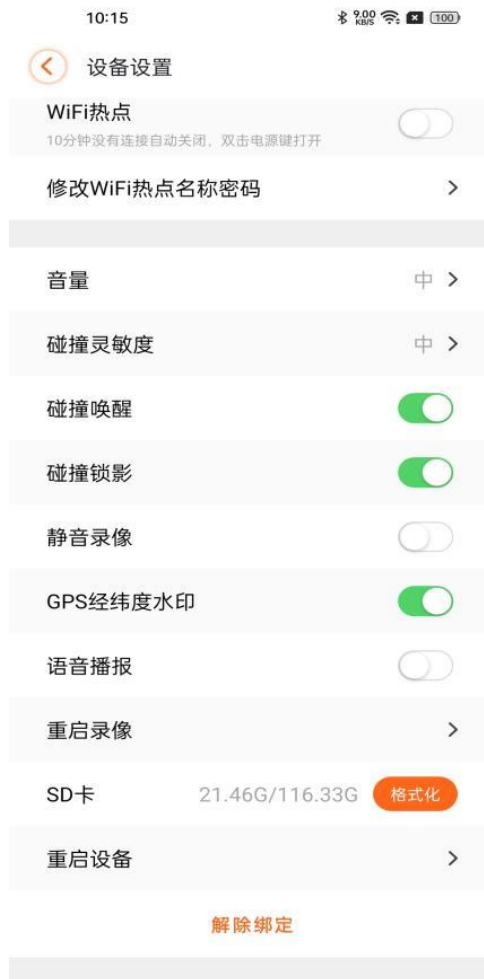 10:15
9.00 KB/S
100
设备设置
WiFi热点
10分钟没有连接自动关闭，双击电源键打开
修改WiFi热点名称密码
音量 中
碰撞灵敏度 中
碰撞唤醒
碰撞锁影
静音录像
GPS经纬度水印
语音播报
重启录像
SD卡 21.46G/116.33G 格式化
重启设备
解除绑定